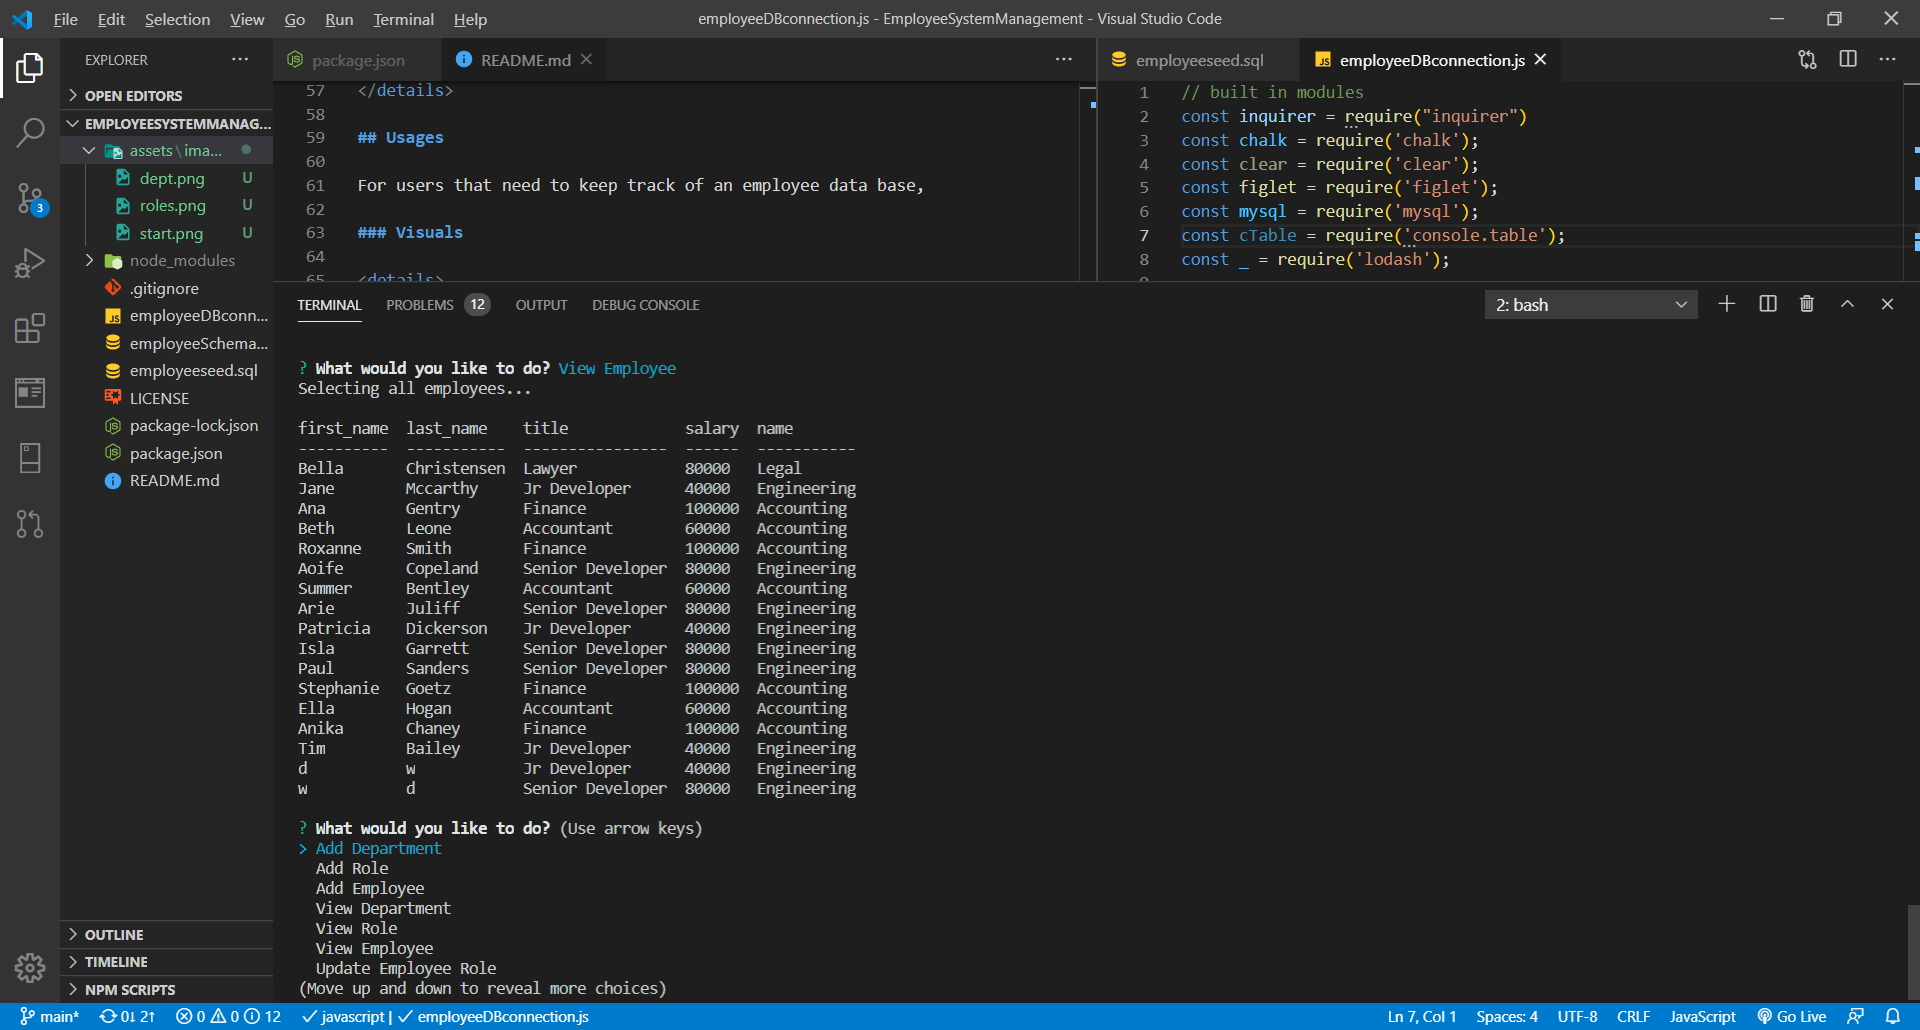 File Edit Selection View Go Run Terminal Help employeeDBconnection.js - EmployeeSystemManagement - Visual Studio Code
EXPLORER ···
OPEN EDITORS
EMPLOYEESYSTEMMANAG...
assets\ima...
dept.png U
roles.png U
start.png U
node_modules
.gitignore
JS employeeDBconn...
employeeSchema...
employeeseed.sql
LICENSE
package-lock.json
package.json
README.md
OUTLINE
TIMELINE
NPM SCRIPTS
3
package.json README.md
57 </details>
58
59 ## Usages
60
61 For users that need to keep track of an employee data base,
62
63 ### Visuals
64
65 <details>
employeeseed.sql JS employeeDBconnection.js
1 // built in modules
2 const inquirer = require("inquirer")
3 const chalk = require('chalk');
4 const clear = require('clear');
5 const figlet = require('figlet');
6 const mysql = require('mysql');
7 const cTable = require('console.table');
8 const _ = require('lodash');
TERMINAL PROBLEMS 12 OUTPUT DEBUG CONSOLE 2: bash
? What would you like to do? View Employee
Selecting all employees...
first_name last_name title salary name
---------- ----------- ---------------- ------ -----------
Bella Christensen Lawyer 80000 Legal
Jane Mccarthy Jr Developer 40000 Engineering
Ana Gentry Finance 100000 Accounting
Beth Leone Accountant 60000 Accounting
Roxanne Smith Finance 100000 Accounting
Aoife Copeland Senior Developer 80000 Engineering
Summer Bentley Accountant 60000 Accounting
Arie Juliff Senior Developer 80000 Engineering
Patricia Dickerson Jr Developer 40000 Engineering
Isla Garrett Senior Developer 80000 Engineering
Paul Sanders Senior Developer 80000 Engineering
Stephanie Goetz Finance 100000 Accounting
Ella Hogan Accountant 60000 Accounting
Anika Chaney Finance 100000 Accounting
Tim Bailey Jr Developer 40000 Engineering
d w Jr Developer 40000 Engineering
w d Senior Developer 80000 Engineering
? What would you like to do? (Use arrow keys)
> Add Department
Add Role
Add Employee
View Department
View Role
View Employee
Update Employee Role
(Move up and down to reveal more choices)
main* 0↓ 2↑ 0 0 12 javascript | employeeDBconnection.js Ln 7, Col 1 Spaces: 4 UTF-8 CRLF JavaScript Go Live